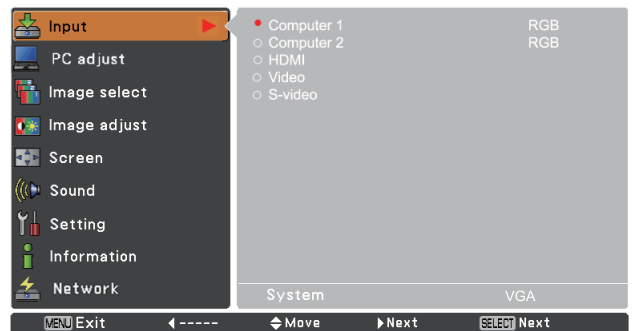 Input
PC adjust
Image select
Image adjust
Screen
Sound
Setting
Information
Network
Computer 1 RGB
Computer 2 RGB
HDMI
Video
S-video
System VGA
MENU Exit ----- Move Next SELECT Next